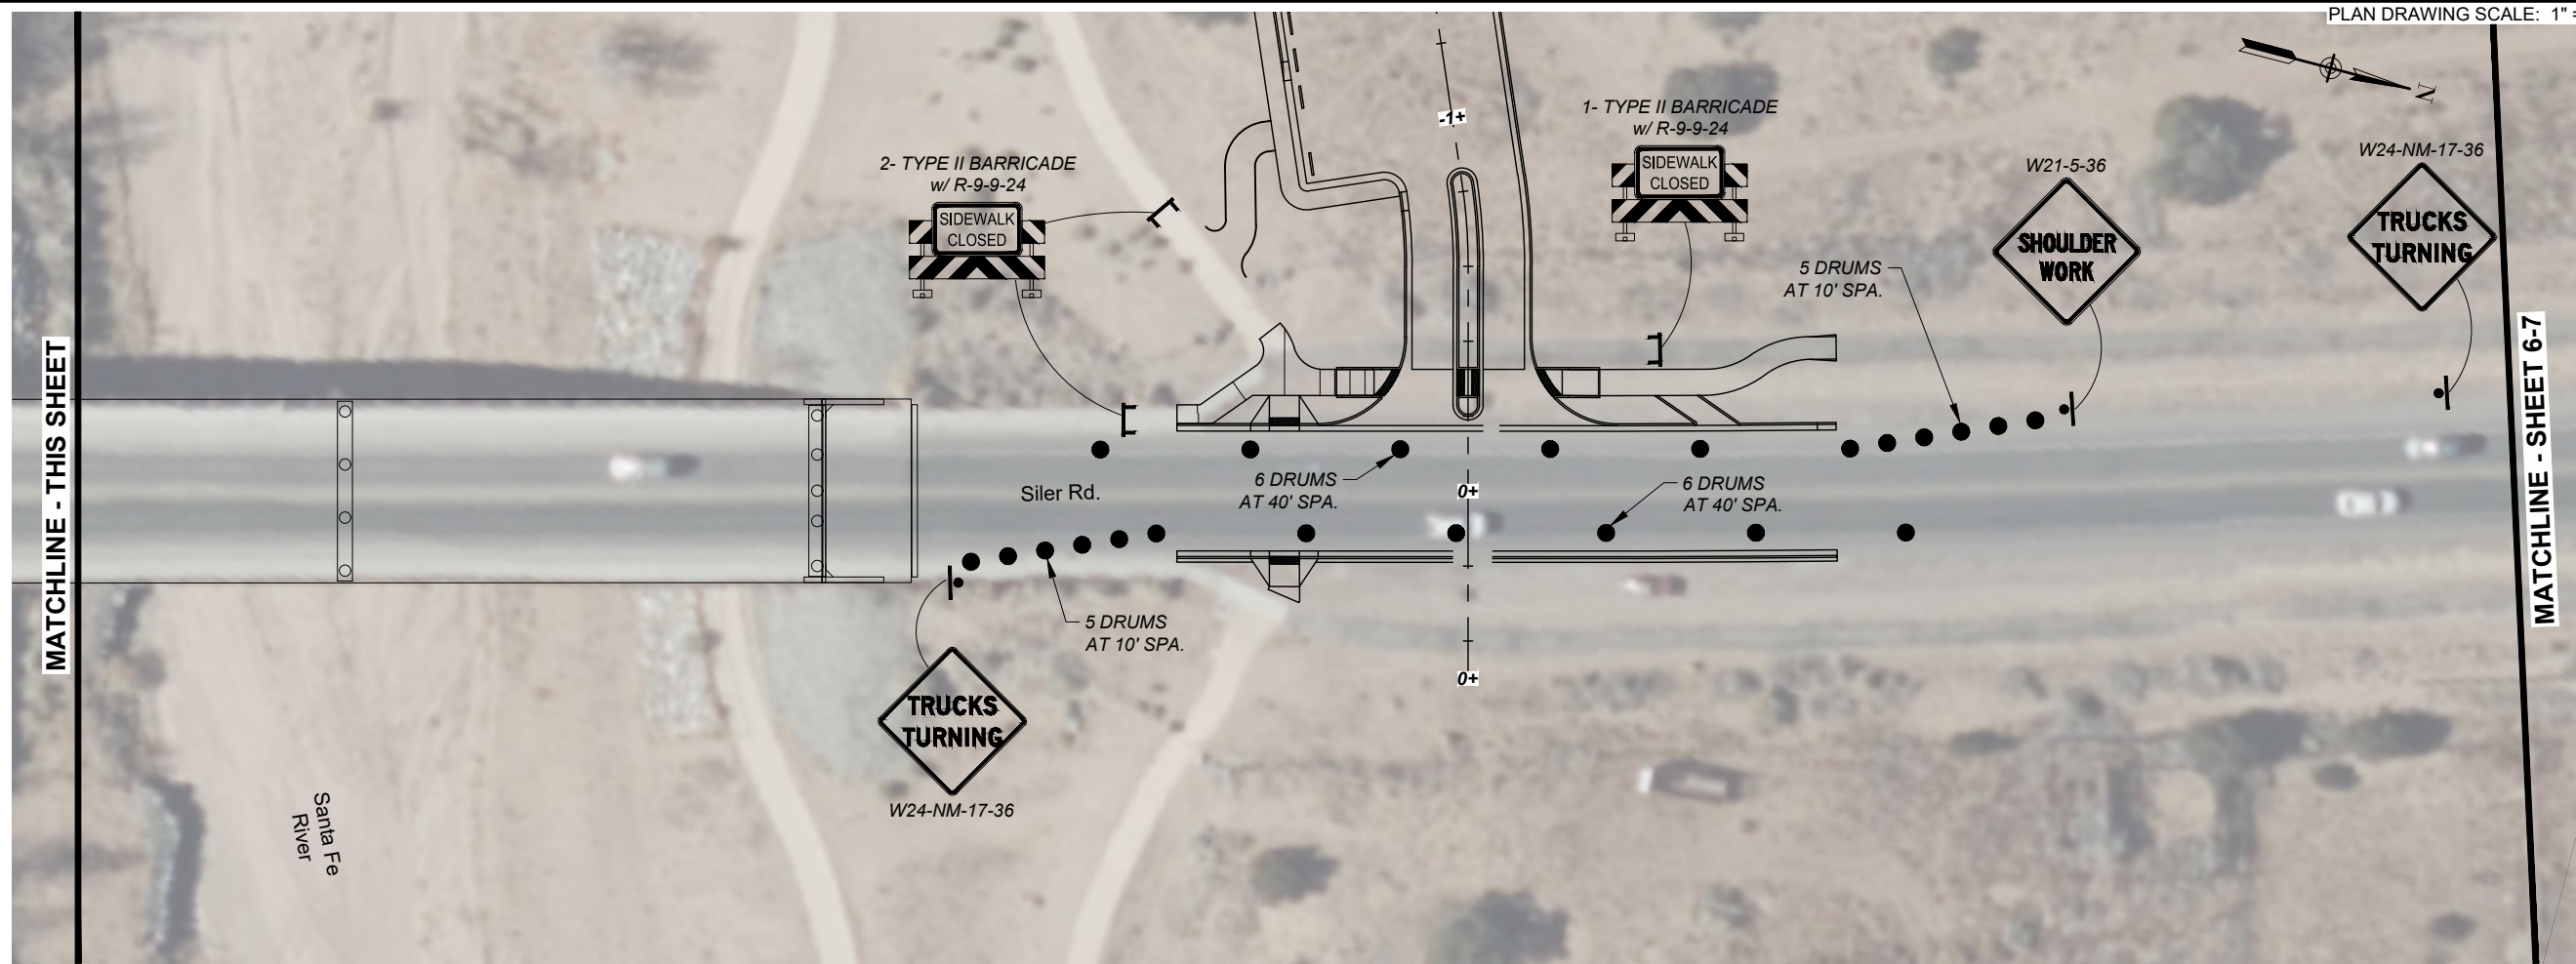 PLAN DRAWING SCALE: 1"
N
-1+
1- TYPE II BARRICADE
w/ R-9-9-24
SIDEWALK
CLOSED
2- TYPE II BARRICADE
w/ R-9-9-24
SIDEWALK
CLOSED
W21-5-36
SHOULDER
WORK
W24-NM-17-36
TRUCKS
TURNING
5 DRUMS
AT 10' SPA.
MATCHLINE - THIS SHEET
MATCHLINE - SHEET 6-7
Siler Rd.
6 DRUMS
AT 40' SPA.
0+
6 DRUMS
AT 40' SPA.
5 DRUMS
AT 10' SPA.
0+
TRUCKS
TURNING
W24-NM-17-36
Santa Fe
River